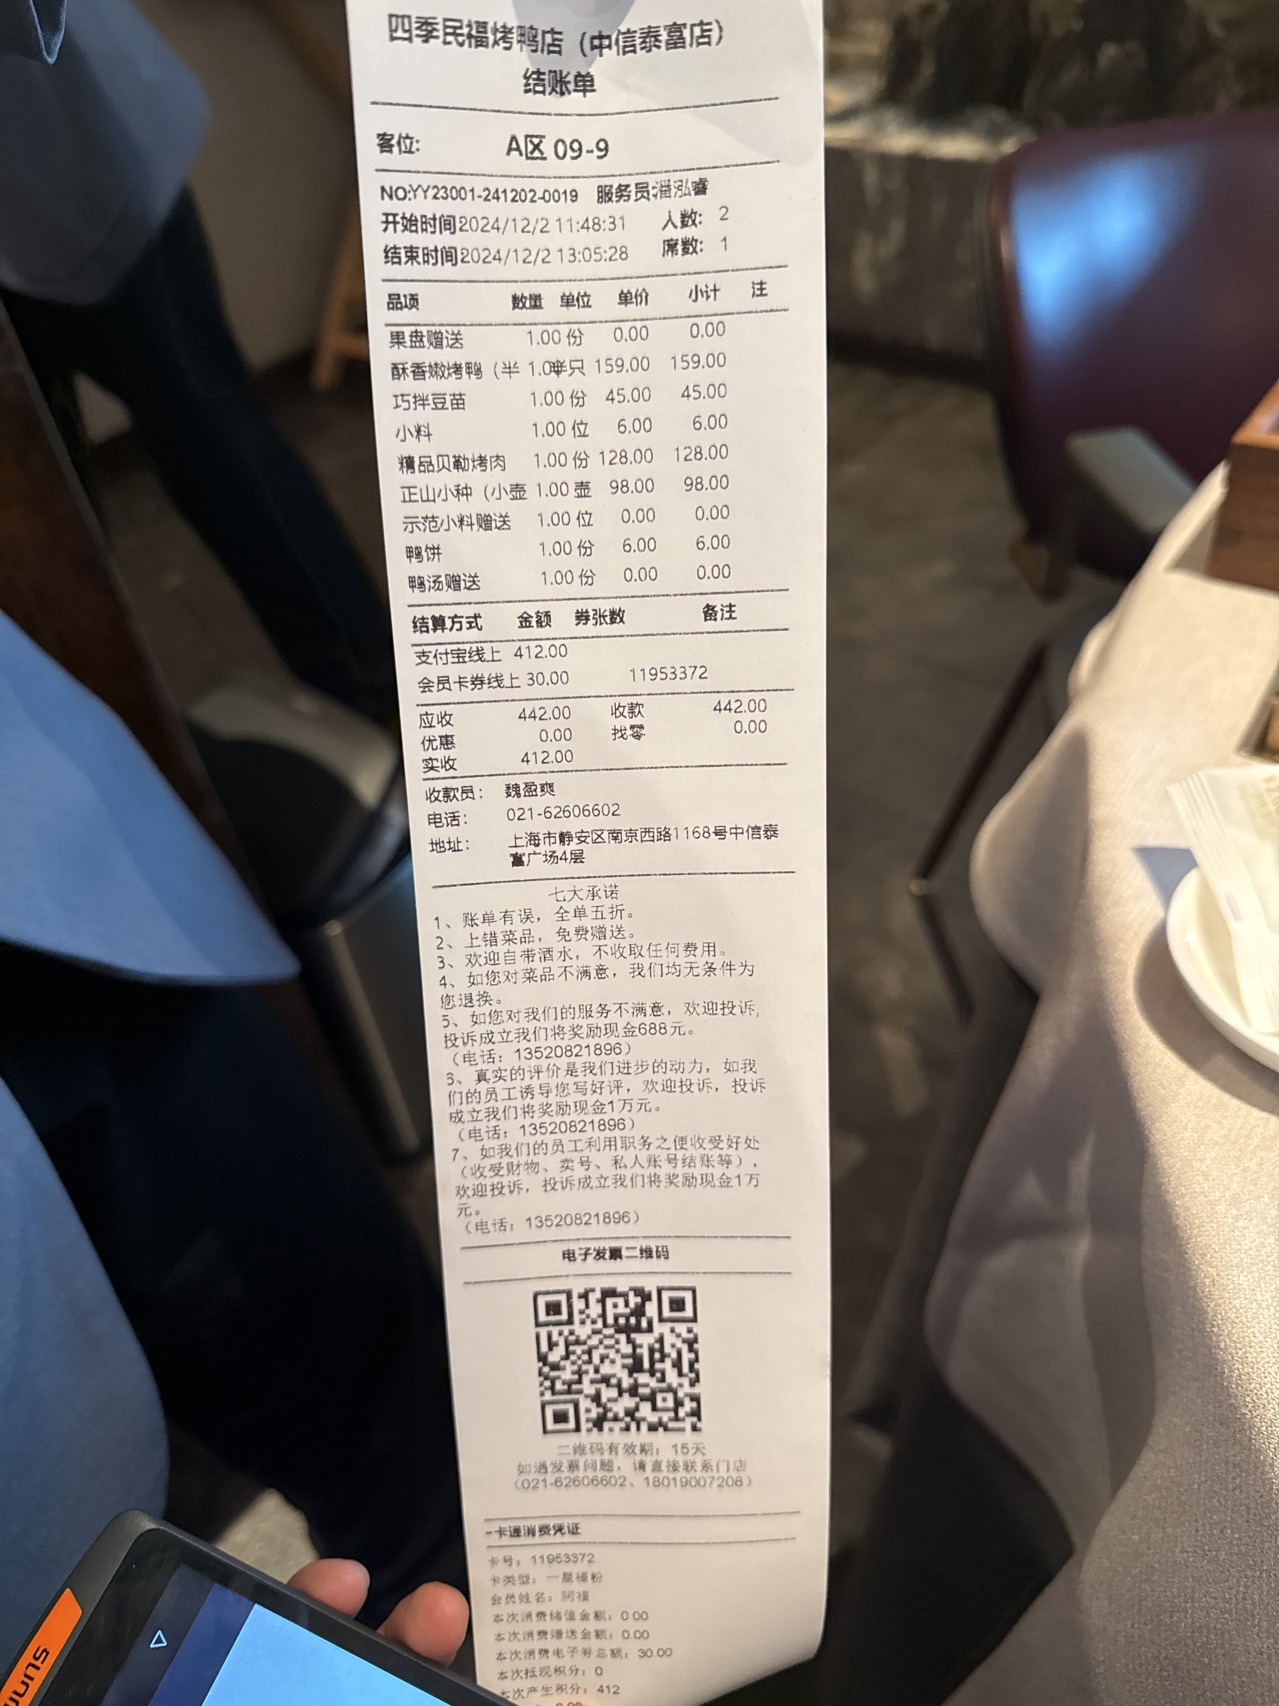 四季民福烤鸭店（中信泰富店）
结账单
客位: A区 09-9
NO:YY23001-241202-0019 服务员:潘泓睿
开始时间2024/12/2 11:48:31 人数: 2
结束时间2024/12/2 13:05:28 席数: 1
品项 数量 单位 单价 小计 注
果盘赠送 1.00 份 0.00 0.00
酥香嫩烤鸭（半 1.00半只 159.00 159.00
巧拌豆苗 1.00 份 45.00 45.00
小料 1.00 位 6.00 6.00
精品贝勒烤肉 1.00 份 128.00 128.00
正山小种（小壶 1.00 壶 98.00 98.00
示范小料赠送 1.00 位 0.00 0.00
鸭饼 1.00 份 6.00 6.00
鸭汤赠送 1.00 份 0.00 0.00
结算方式 金额 券张数 备注
支付宝线上 412.00
会员卡券线上 30.00 11953372
应收 442.00 收款 442.00
优惠 0.00 找零 0.00
实收 412.00
收款员: 魏盈爽
电话: 021-62606602
地址: 上海市静安区南京西路1168号中信泰
富广场4层
七大承诺
1、账单有误，全单五折。
2、上错菜品，免费赠送。
3、欢迎自带酒水，不收取任何费用。
4、如您对菜品不满意，我们均无条件为
您退换。
5、如您对我们的服务不满意，欢迎投诉,
投诉成立我们将奖励现金688元。
（电话：13520821896）
6、真实的评价是我们进步的动力，如我
们的员工诱导您写好评，欢迎投诉，投诉
成立我们将奖励现金1万元。
（电话：13520821896）
7、如我们的员工利用职务之便收受好处
（收受财物、卖号、私人账号结账等），
欢迎投诉，投诉成立我们将奖励现金1万
元。
（电话：13520821896）
电子发票二维码
二维码有效期：15天
如遇发票问题，请直接联系门店
（021-62606602、18019007208）
一卡通消费凭证
卡号：11953372
卡类型：一星福粉
会员姓名：阿福
本次消费储值金额：0.00
本次消费赠送金额：0.00
本次消费电子券总额：30.00
本次抵现积分：0
本次产生积分：412
sunm